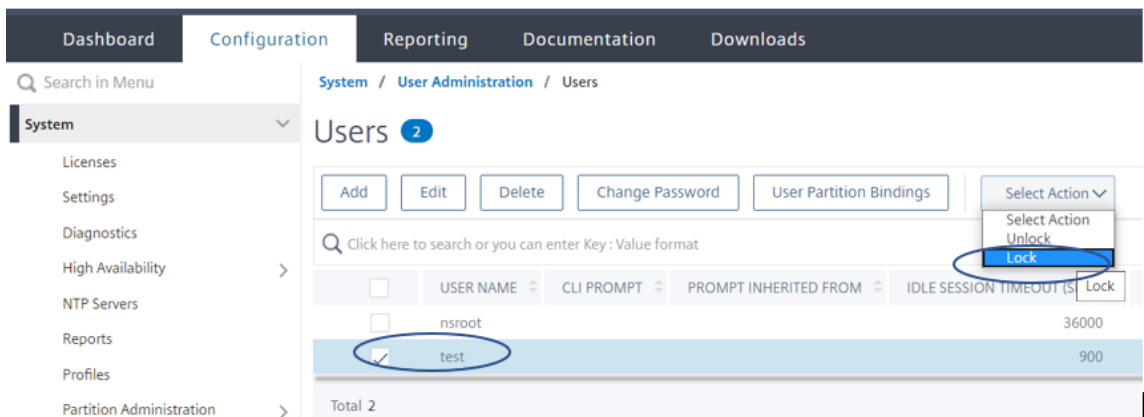 Dashboard Configuration Reporting Documentation Downloads
Search in Menu
System
Licenses
Settings
Diagnostics
High Availability
NTP Servers
Reports
Profiles
Partition Administration
System / User Administration / Users
Users 2
Add Edit Delete Change Password User Partition Bindings Select Action
Select Action
Unlock
Lock
Click here to search or you can enter Key : Value format
USER NAME CLI PROMPT PROMPT INHERITED FROM IDLE SESSION TIMEOUT (S Lock
nsroot 36000
test 900
Total 2